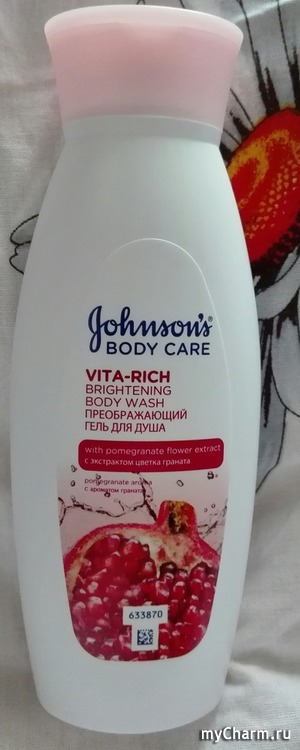 Johnson's®
BODY CARE
VITA-RICH
BRIGHTENING
BODY WASH
ПРЕОБРАЖАЮЩИЙ
ГЕЛЬ ДЛЯ ДУША
with pomegranate flower extract
с экстрактом цветка граната
pomegranate aroma
с ароматом граната
633870
myCharm.ru